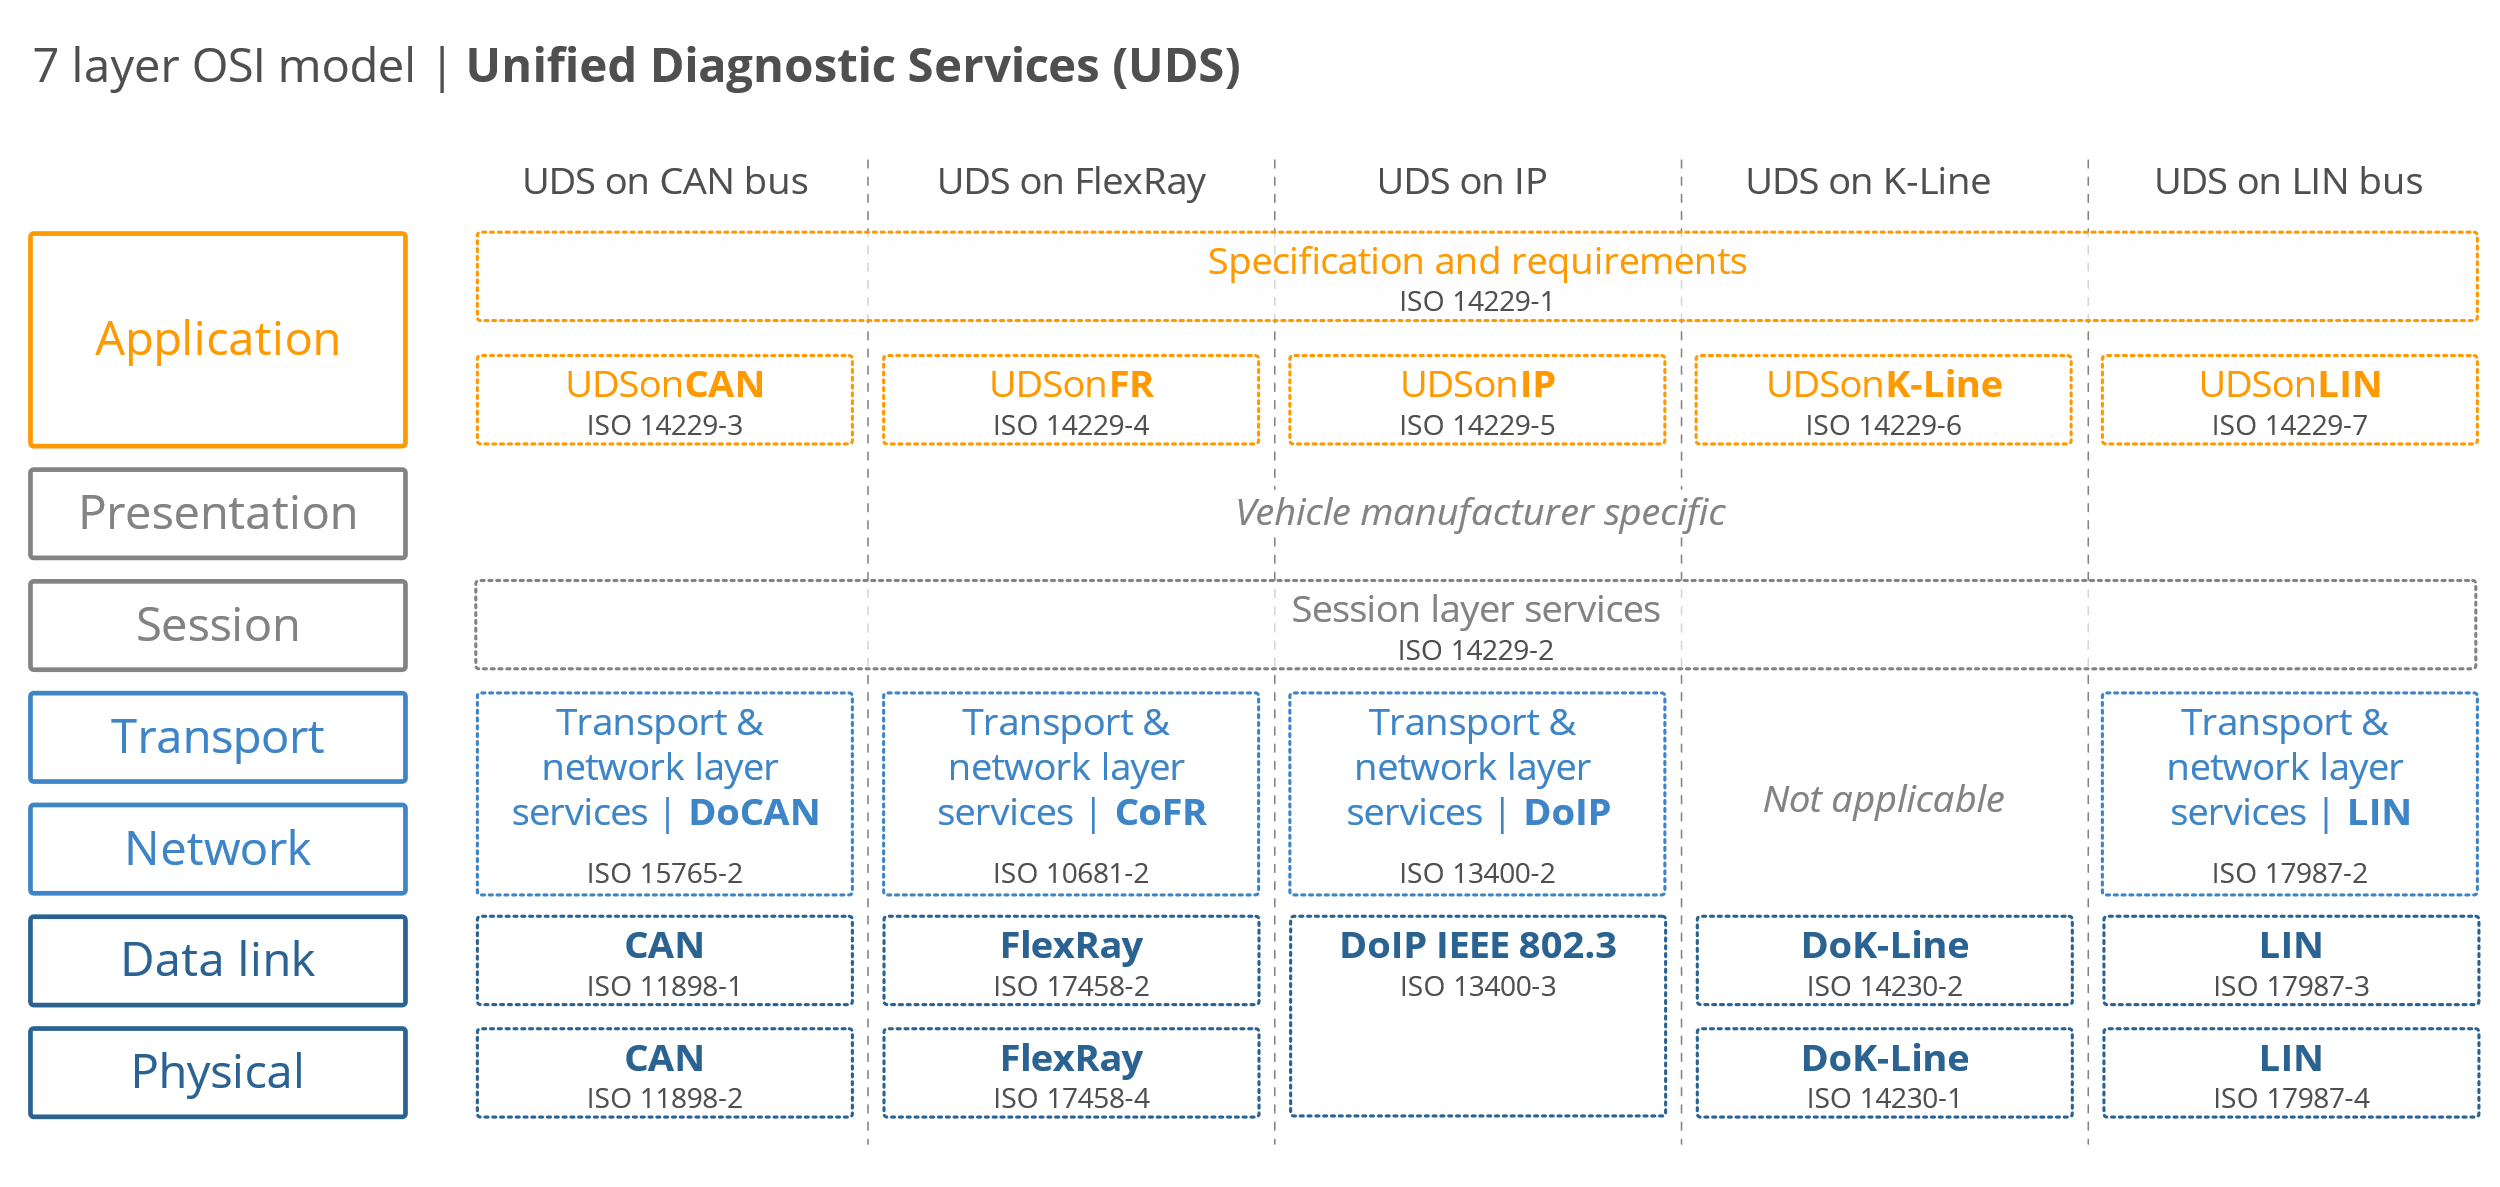 7 layer OSI model | Unified Diagnostic Services (UDS)
UDS on CAN bus
UDS on FlexRay
UDS on IP
UDS on K-Line
UDS on LIN bus
Application
Specification and requirements
ISO 14229-1
UDSonCAN
ISO 14229-3
UDSonFR
ISO 14229-4
UDSonIP
ISO 14229-5
UDSonK-Line
ISO 14229-6
UDSonLIN
ISO 14229-7
Presentation
Vehicle manufacturer specific
Session
Session layer services
ISO 14229-2
Transport
Network
Transport &
network layer
services | DoCAN
ISO 15765-2
Transport &
network layer
services | CoFR
ISO 10681-2
Transport &
network layer
services | DoIP
ISO 13400-2
Not applicable
Transport &
network layer
services | LIN
ISO 17987-2
Data link
CAN
ISO 11898-1
FlexRay
ISO 17458-2
DoIP IEEE 802.3
ISO 13400-3
DoK-Line
ISO 14230-2
LIN
ISO 17987-3
Physical
CAN
ISO 11898-2
FlexRay
ISO 17458-4
DoK-Line
ISO 14230-1
LIN
ISO 17987-4